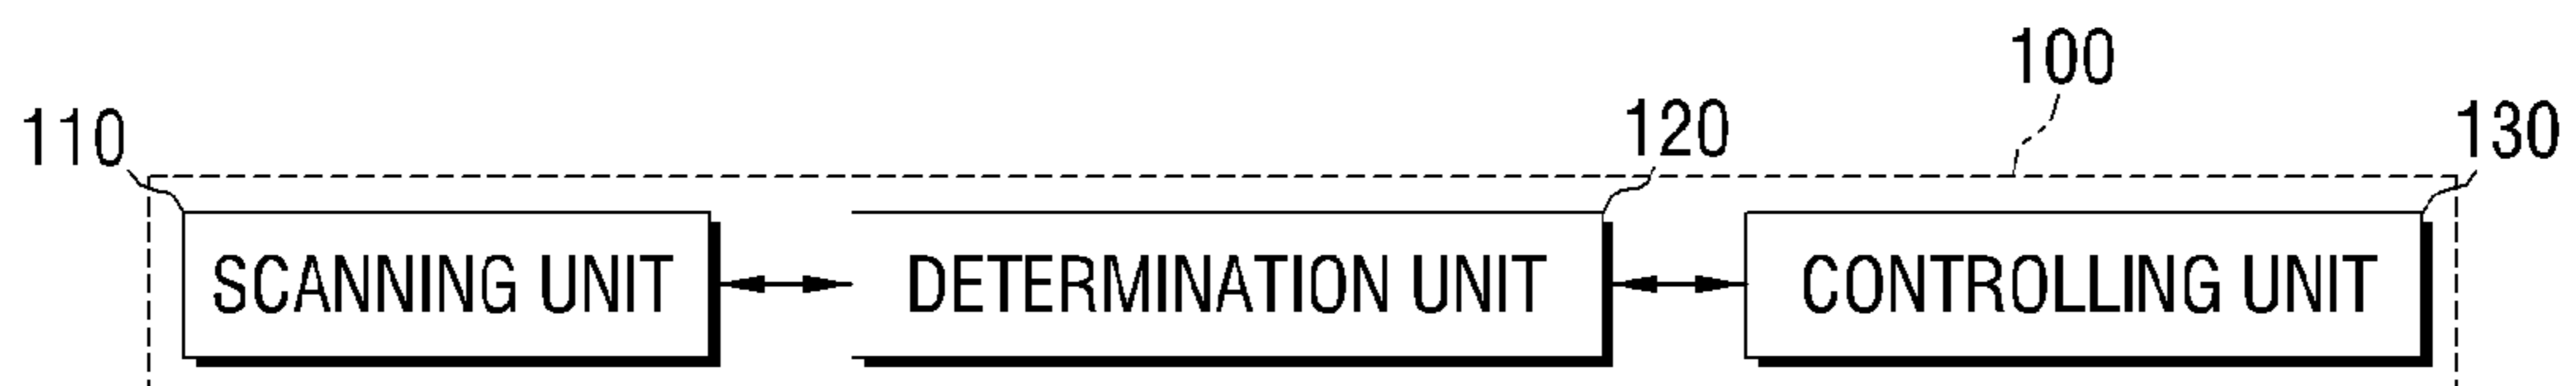 100
110
120
130
SCANNING UNIT
DETERMINATION UNIT
CONTROLLING UNIT